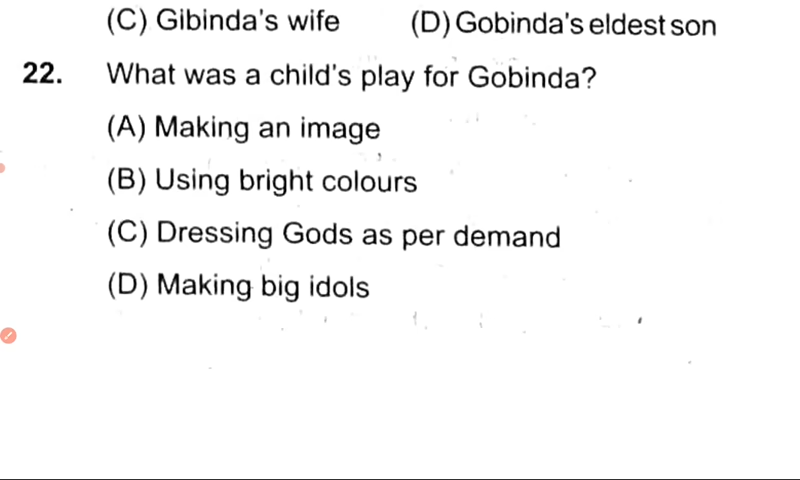 (C) Gibinda's wife (D) Gobinda's eldest son
22. What was a child's play for Gobinda?
(A) Making an image
(B) Using bright colours
(C) Dressing Gods as per demand
(D) Making big idols